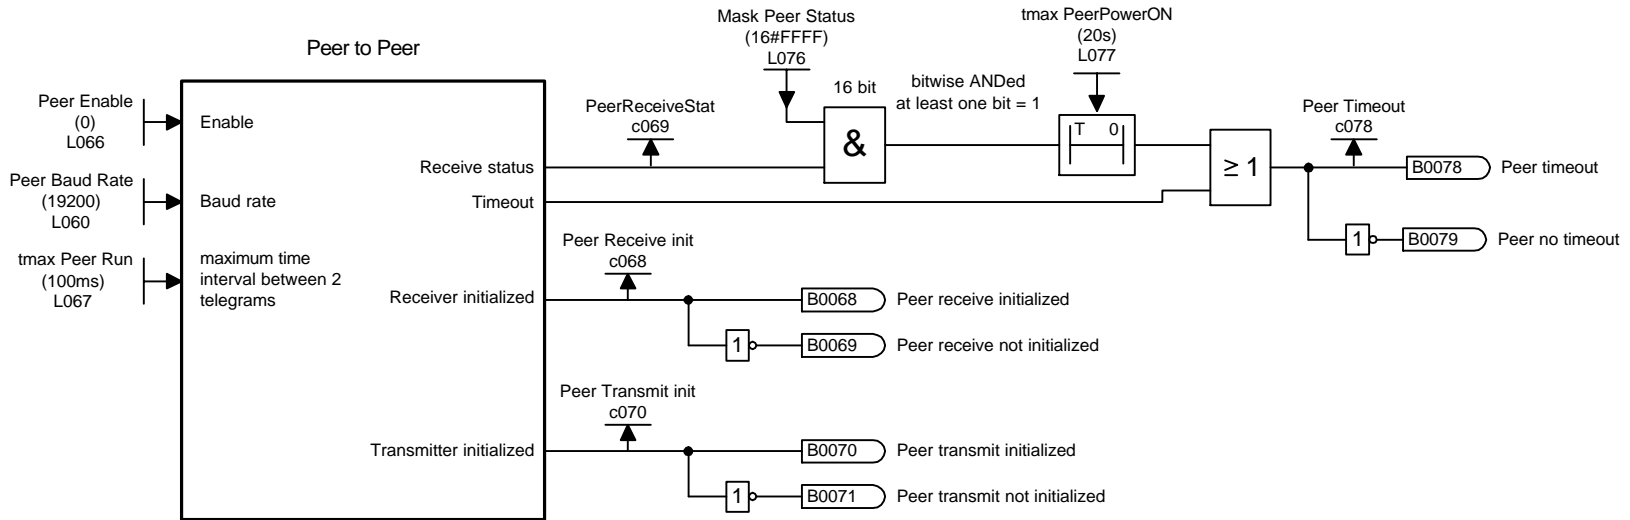 Peer to Peer
Peer Enable
(0)
L066
Enable
Peer Baud Rate
(19200)
L060
Baud rate
tmax Peer Run
(100ms)
L067
maximum time
interval between 2
telegrams
Receive status
Timeout
Receiver initialized
Transmitter initialized
PeerReceiveStat
c069
Mask Peer Status
(16#FFFF)
L076
16 bit
&
bitwise ANDed
at least one bit = 1
tmax PeerPowerON
(20s)
L077
T 0
≥ 1
Peer Timeout
c078
B0078 Peer timeout
1 B0079 Peer no timeout
Peer Receive init
c068
B0068 Peer receive initialized
1 B0069 Peer receive not initialized
Peer Transmit init
c070
B0070 Peer transmit initialized
1 B0071 Peer transmit not initialized